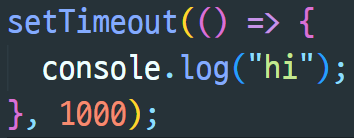 setTimeout(() => {
  console.log("hi");
}, 1000);